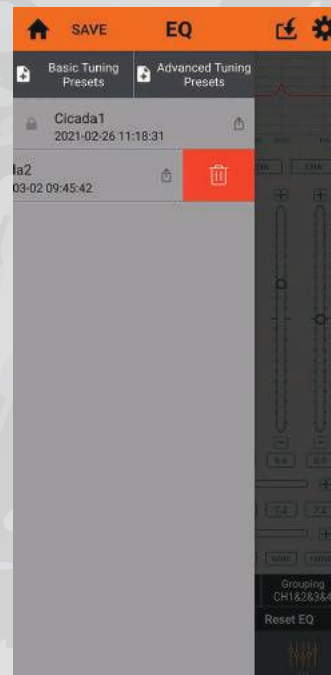 SAVE EQ
Basic Tuning
Presets
Advanced Tuning
Presets
Cicada1
2021-02-26 11:18:31
da2
03-02 09:45:42
Grouping
CH1&2&3&4
Reset EQ